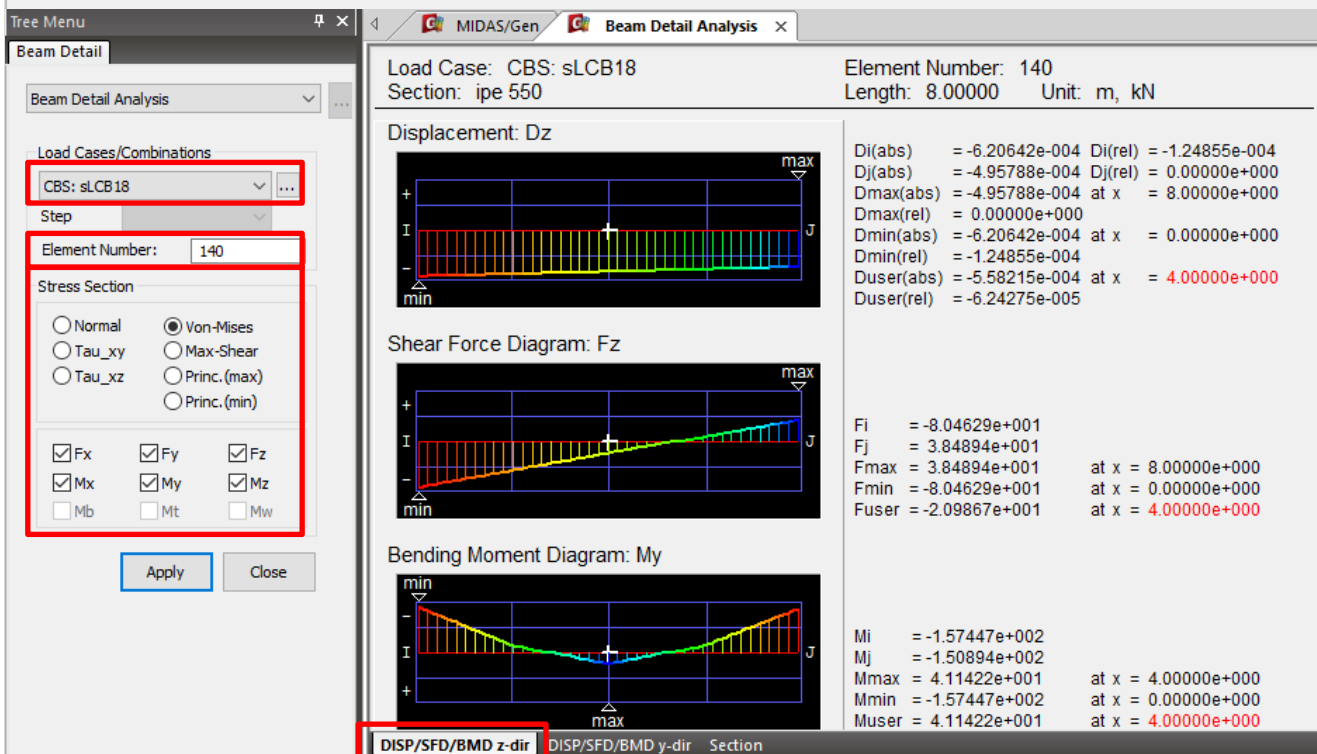 Tree Menu
Beam Detail
Beam Detail Analysis
...
Load Cases/Combinations
CBS: sLCB18
...
Step
Element Number: 140
Stress Section
Normal Von-Mises
Tau_xy Max-Shear
Tau_xz Princ.(max)
Princ.(min)
Fx Fy Fz
Mx My Mz
Mb Mt Mw
Apply Close
MIDAS/Gen Beam Detail Analysis
Load Case: CBS: sLCB18 Element Number: 140
Section: ipe 550 Length: 8.00000 Unit: m, kN
Displacement: Dz
max
+
I J
-
min
Di(abs) = -6.20642e-004 Di(rel) = -1.24855e-004
Dj(abs) = -4.95788e-004 Dj(rel) = 0.00000e+000
Dmax(abs) = -4.95788e-004 at x = 8.00000e+000
Dmax(rel) = 0.00000e+000
Dmin(abs) = -6.20642e-004 at x = 0.00000e+000
Dmin(rel) = -1.24855e-004
Duser(abs) = -5.58215e-004 at x = 4.00000e+000
Duser(rel) = -6.24275e-005
Shear Force Diagram: Fz
max
+
I J
-
min
Fi = -8.04629e+001
Fj = 3.84894e+001
Fmax = 3.84894e+001 at x = 8.00000e+000
Fmin = -8.04629e+001 at x = 0.00000e+000
Fuser = -2.09867e+001 at x = 4.00000e+000
Bending Moment Diagram: My
min
-
I J
+
max
Mi = -1.57447e+002
Mj = -1.50894e+002
Mmax = 4.11422e+001 at x = 4.00000e+000
Mmin = -1.57447e+002 at x = 0.00000e+000
Muser = 4.11422e+001 at x = 4.00000e+000
DISP/SFD/BMD z-dir DISP/SFD/BMD y-dir Section